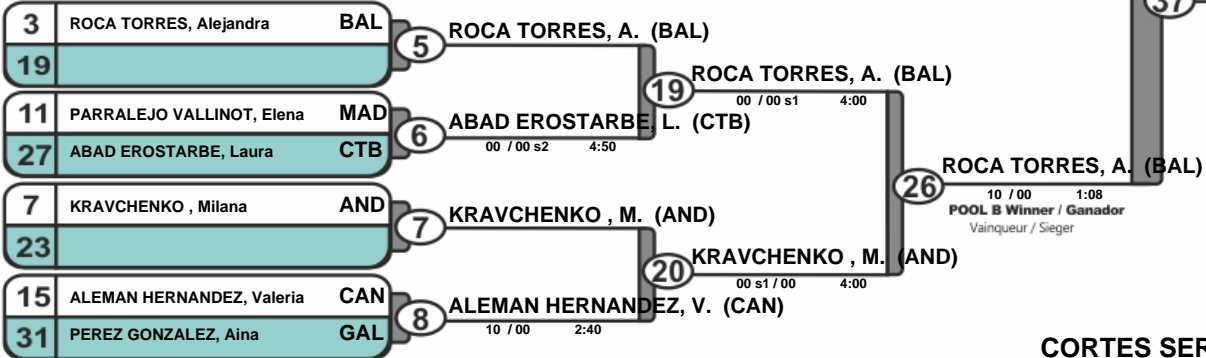 3 ROCA TORRES, Alejandra BAL
19
5
ROCA TORRES, A. (BAL)
11 PARRALEJO VALLINOT, Elena MAD
27 ABAD EROSTARBE, Laura CTB
6
ABAD EROSTARBE, L. (CTB)
00 / 00 s2 4:50
19
ROCA TORRES, A. (BAL)
00 / 00 s1 4:00
7 KRAVCHENKO , Milana AND
23
7
KRAVCHENKO , M. (AND)
15 ALEMAN HERNANDEZ, Valeria CAN
31 PEREZ GONZALEZ, Aina GAL
8
ALEMAN HERNANDEZ, V. (CAN)
10 / 00 2:40
20
KRAVCHENKO , M. (AND)
00 s1 / 00 4:00
26
ROCA TORRES, A. (BAL)
10 / 00 1:08
POOL B Winner / Ganador
Vainqueur / Sieger
37
CORTES SER